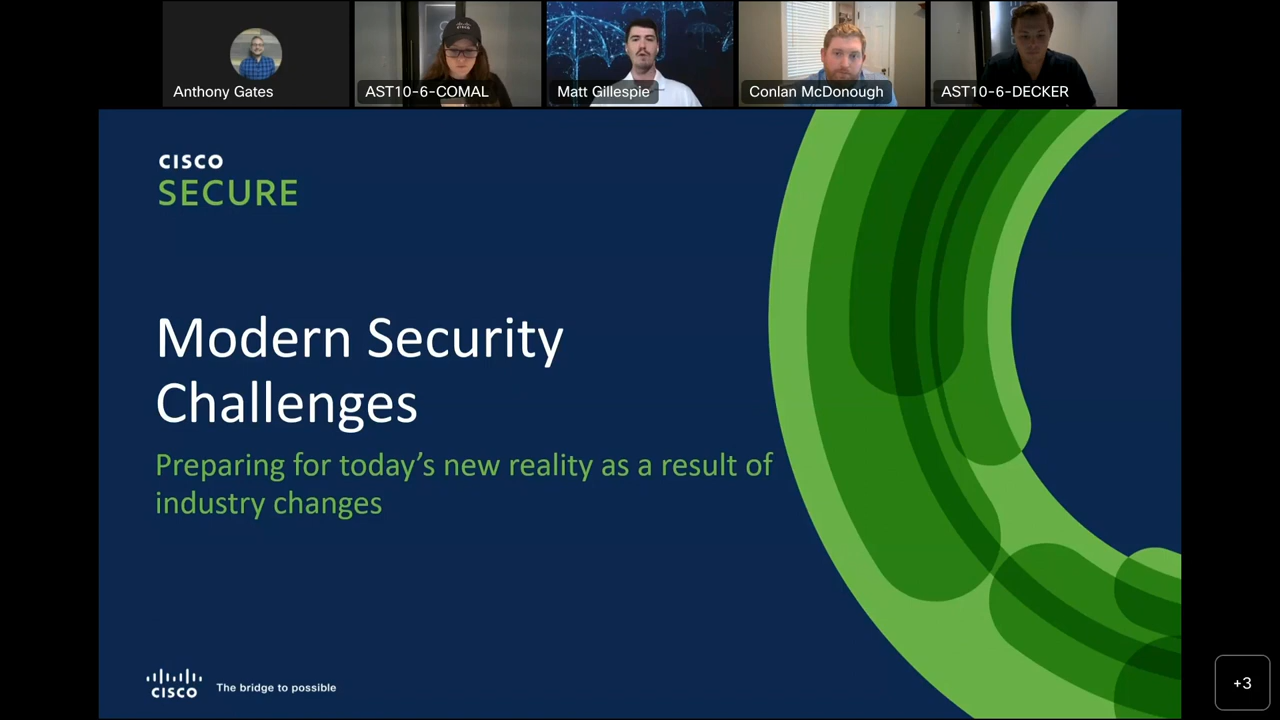 Anthony Gates
AST10-6-COMAL
Matt Gillespie
Conlan McDonough
AST10-6-DECKER
CISCO
SECURE
Modern Security
Challenges
Preparing for today’s new reality as a result of
industry changes
CISCO
The bridge to possible
+3